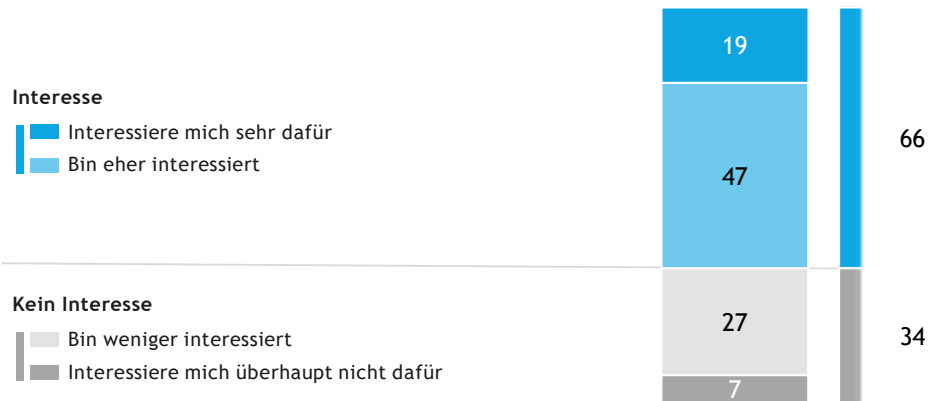 19
Interesse
Interessiere mich sehr dafür
66
Bin eher interessiert
47
Kein Interesse
27
Bin weniger interessiert
34
Interessiere mich überhaupt nicht dafür
7